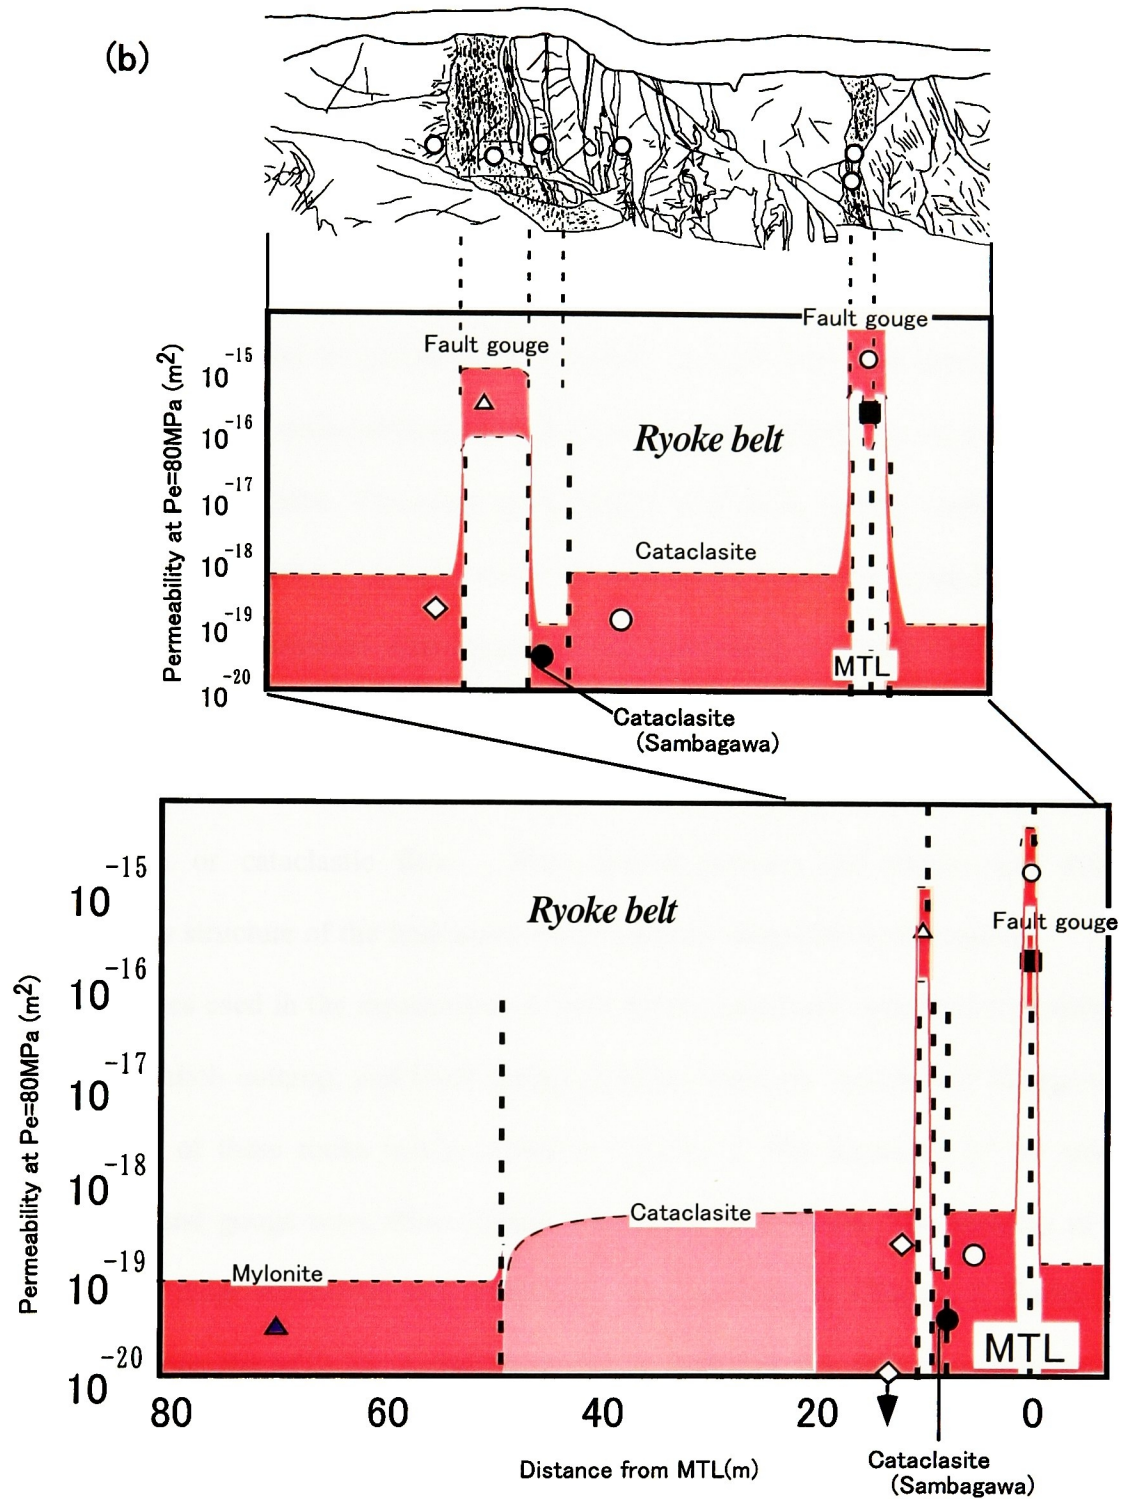 (b)
Fault gouge
Fault gouge
Permeability at Pe=80MPa (m2)
10-15
10-16
10-17
10-18
10-19
10-20
Ryoke belt
Cataclasite
MTL
Cataclasite
(Sambagawa)
Permeability at Pe=80MPa (m2)
10-15
10-16
10-17
10-18
10-19
10-20
Ryoke belt
Fault gouge
Cataclasite
Mylonite
MTL
80 60 40 20 0
Distance from MTL(m)
Cataclasite
(Sambagawa)